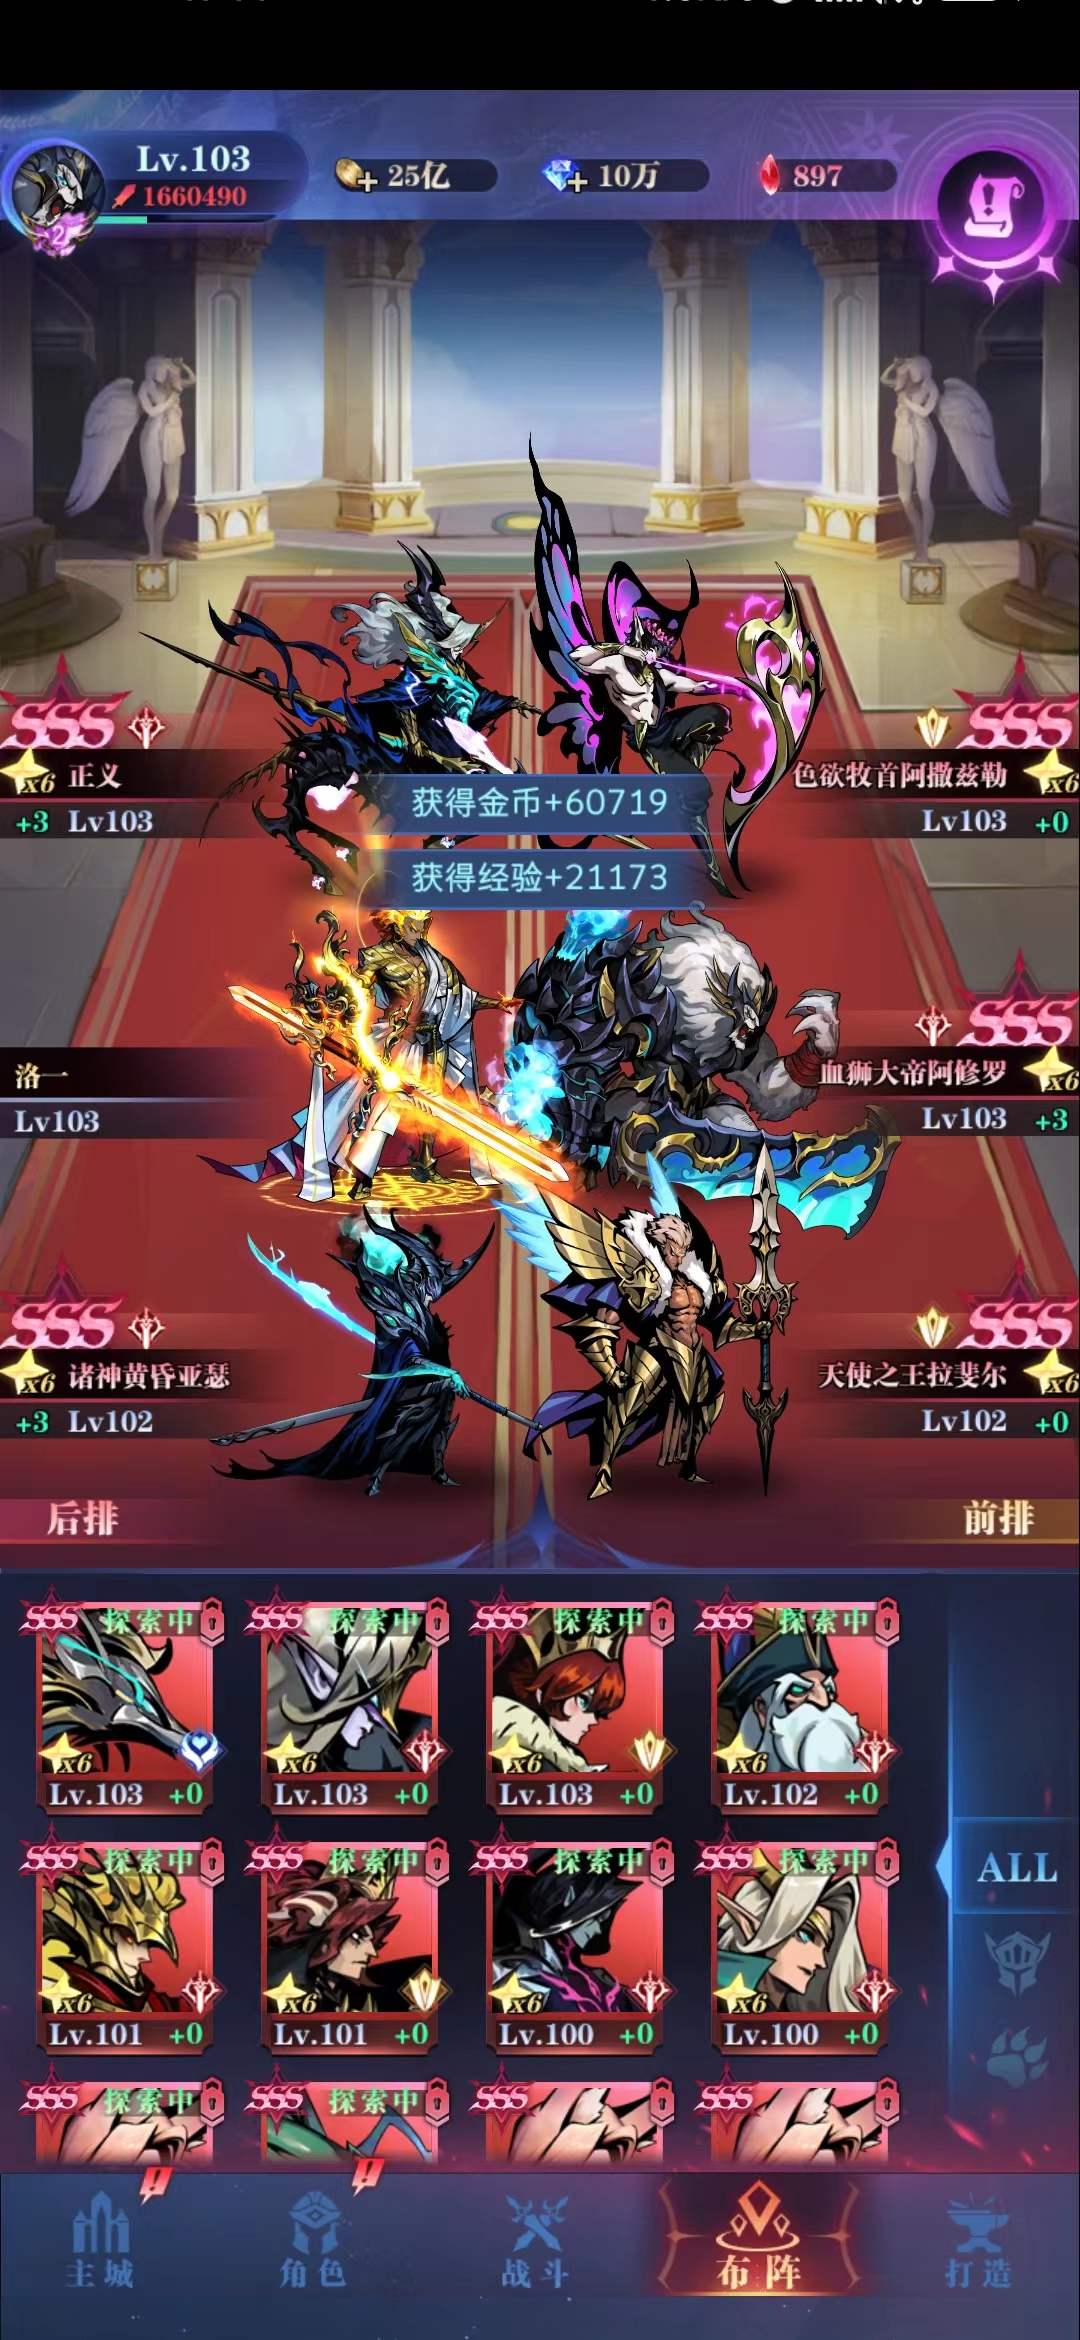 Lv.103
1660490
25亿
10万
897
2
SSS
SSS
x6 正义
色欲牧首阿撒兹勒 x6
+3 Lv103
Lv103 +0
获得金币+60719
获得经验+21173
SSS
洛一
血狮大帝阿修罗 x6
Lv103
Lv103 +3
SSS
SSS
x6 诸神黄昏亚瑟
天使之王拉斐尔 x6
+3 Lv102
Lv102 +0
后排
前排
SSS 探索中
SSS 探索中
SSS 探索中
SSS 探索中
x6
x6
x6
x6
Lv.103 +0
Lv.103 +0
Lv.103 +0
Lv.102 +0
SSS 探索中
SSS 探索中
SSS 探索中
SSS 探索中
ALL
x6
x6
x6
x6
Lv.101 +0
Lv.101 +0
Lv.100 +0
Lv.100 +0
SSS 探索中
SSS 探索中
SSS
SSS
主城
角色
战斗
布阵
打造